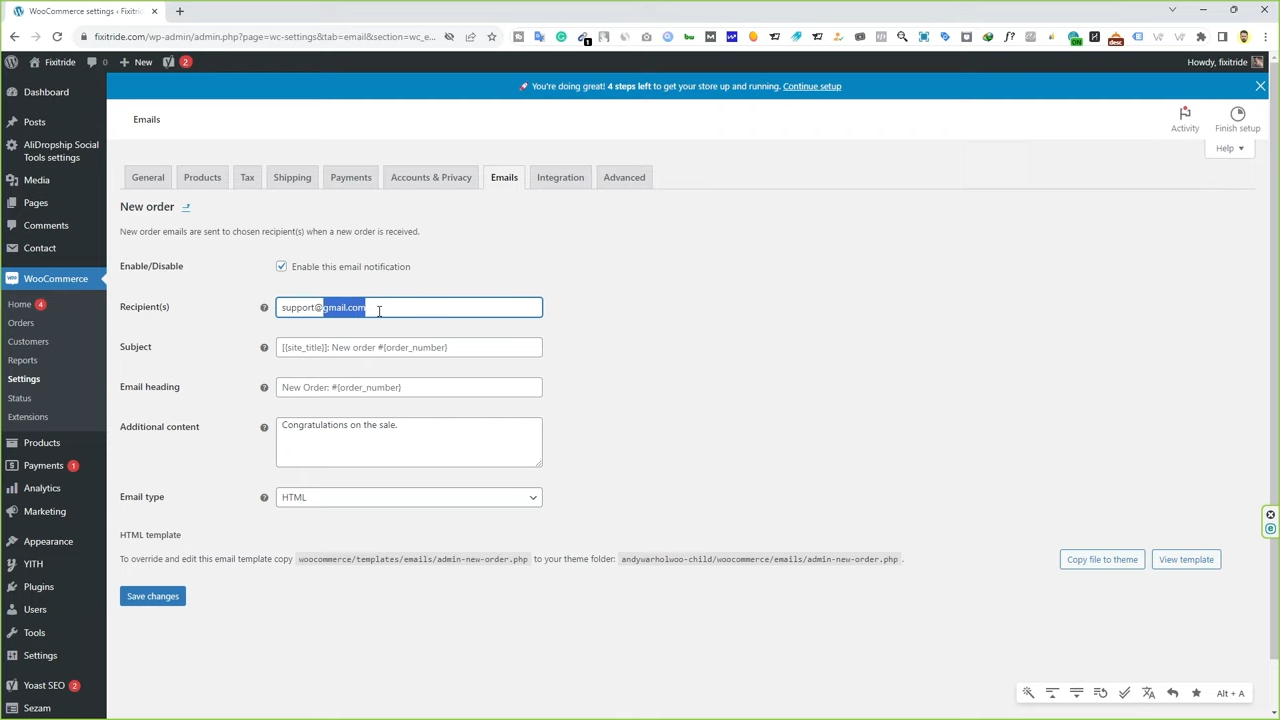 WooCommerce settings ‹ Fixitrid
fixitride.com/wp-admin/admin.php?page=wc-settings&tab=email&section=wc_e...
Fixitride
New
2
Howdy, fixitride
🚀 You're doing great! 4 steps left to get your store up and running. Continue setup
Emails
Activity
Finish setup
Help
Dashboard
Posts
AliDropship Social
Tools settings
Media
Pages
Comments
Contact
WooCommerce
Home 4
Orders
Customers
Reports
Settings
Status
Extensions
Products
Payments 1
Analytics
Marketing
Appearance
YITH
Plugins
Users
Tools
Settings
Yoast SEO 2
Sezam
General
Products
Tax
Shipping
Payments
Accounts & Privacy
Emails
Integration
Advanced
New order
New order emails are sent to chosen recipient(s) when a new order is received.
Enable/Disable
Enable this email notification
Recipient(s)
support@gmail.com
Subject
[{site_title}]: New order #{order_number}
Email heading
New Order: #{order_number}
Additional content
Congratulations on the sale.
Email type
HTML
HTML template
To override and edit this email template copy woocommerce/templates/emails/admin-new-order.php to your theme folder: andywarholwoo-child/woocommerce/emails/admin-new-order.php .
Copy file to theme
View template
Save changes
Alt + A